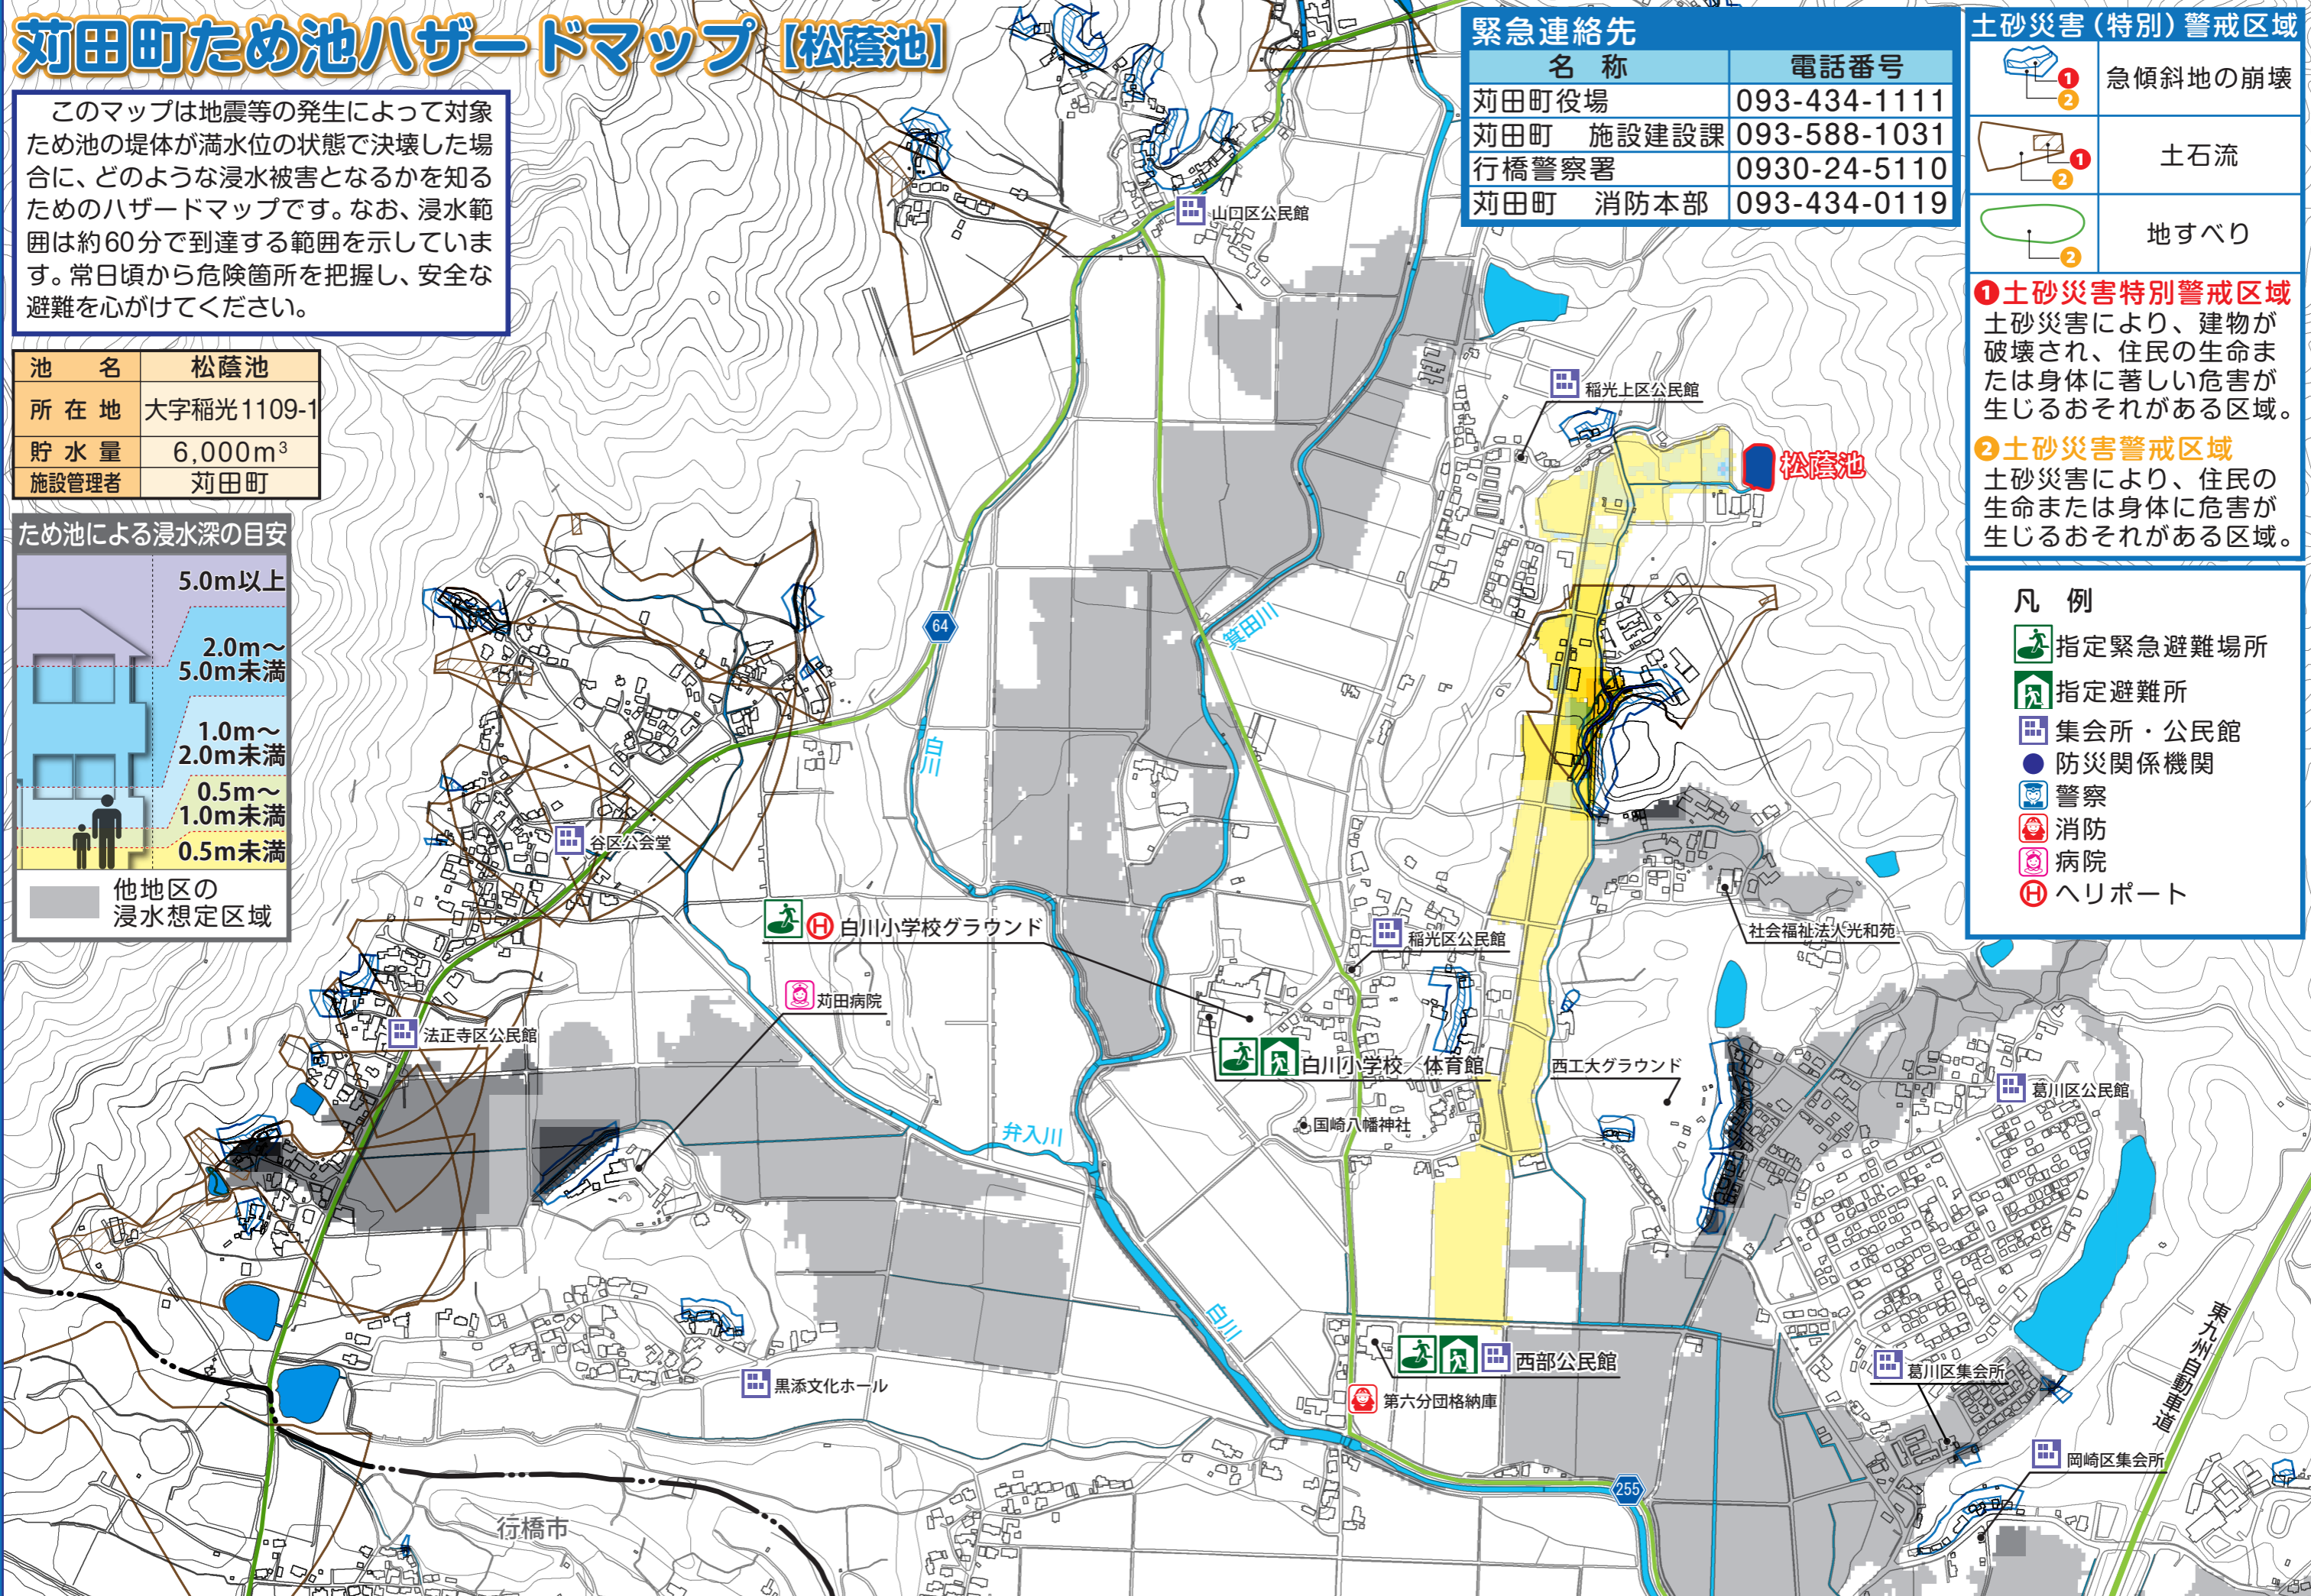 苅田町ため池ハザードマップ【松蔭池】
このマップは地震等の発生によって対象
ため池の堤体が満水位の状態で決壊した場
合に、どのような浸水被害となるかを知る
ためのハザードマップです。なお、浸水範
囲は約60分で到達する範囲を示していま
す。常日頃から危険箇所を把握し、安全な
避難を心がけてください。
池 名 松蔭池
所在地 大字稲光1109-1
貯水量 6,000m³
施設管理者 苅田町
ため池による浸水深の目安
5.0m以上
2.0m～
5.0m未満
1.0m～
2.0m未満
0.5m～
1.0m未満
0.5m未満
他地区の
浸水想定区域
緊急連絡先
名 称 電話番号
苅田町役場 093-434-1111
苅田町 施設建設課 093-588-1031
行橋警察署 0930-24-5110
苅田町 消防本部 093-434-0119
土砂災害(特別)警戒区域
1
2
急傾斜地の崩壊
1
2
土石流
2
地すべり
❶土砂災害特別警戒区域
土砂災害により、建物が
破壊され、住民の生命ま
たは身体に著しい危害が
生じるおそれがある区域。
❷土砂災害警戒区域
土砂災害により、住民の
生命または身体に危害が
生じるおそれがある区域。
凡 例
指定緊急避難場所
指定避難所
集会所・公民館
防災関係機関
警察
消防
病院
H ヘリポート
山口区公民館
稲光上区公民館
松蔭池
64
箕田川
白川
谷区公会堂
H 白川小学校グラウンド
稲光区公民館
社会福祉法人光和苑
苅田病院
法正寺区公民館
白川小学校/体育館
西工大グラウンド
葛川区公民館
国崎八幡神社
弁入川
白川
東九州自動車道
西部公民館
葛川区集会所
黒添文化ホール
第六分団格納庫
岡崎区集会所
255
行橋市